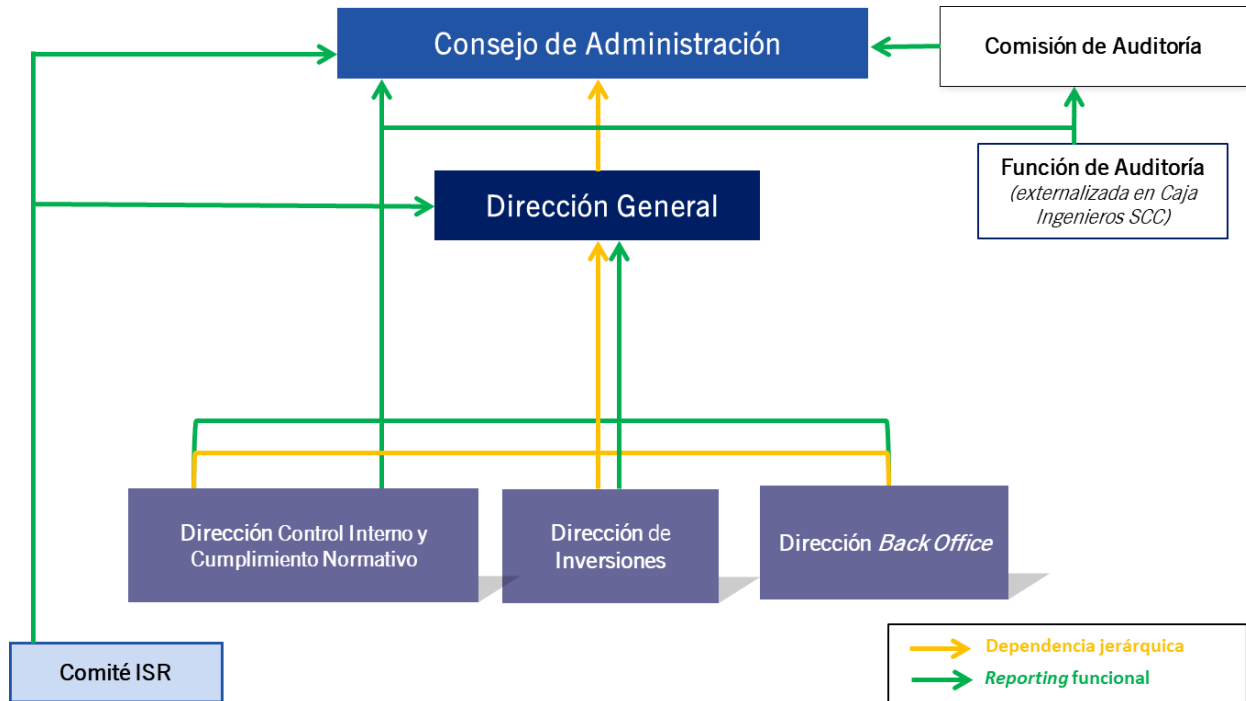 Consejo de Administración
Comisión de Auditoría
Función de Auditoría
(externalizada en Caja
Ingenieros SCC)
Dirección General
Dirección Control Interno y
Cumplimiento Normativo
Dirección de
Inversiones
Dirección Back Office
Comité ISR
Dependencia jerárquica
Reporting funcional